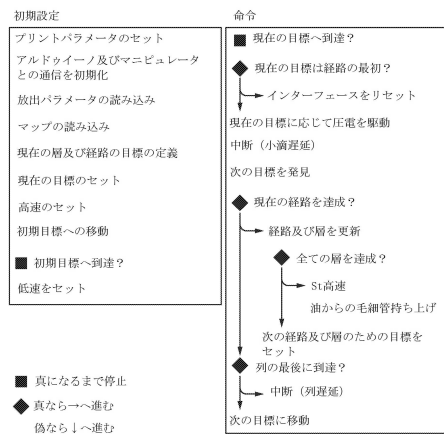 初期設定
プリントパラメータのセット
アルドゥイーノ及びマニピュレータ
との通信を初期化
放出パラメータの読み込み
マップの読み込み
現在の層及び経路の目標の定義
現在の目標のセット
高速のセット
初期目標への移動
初期目標へ到達？
低速をセット
真になるまで停止
真なら→へ進む
偽なら↓へ進む
命令
現在の目標へ到達？
現在の目標は経路の最初？
インターフェースをリセット
現在の目標に応じて圧電を駆動
中断（小滴遅延）
次の目標を発見
現在の経路を達成？
経路及び層を更新
全ての層を達成？
St高速
油からの毛細管持ち上げ
次の経路及び層のための目標を
セット
列の最後に到達？
中断（列遅延）
次の目標に移動